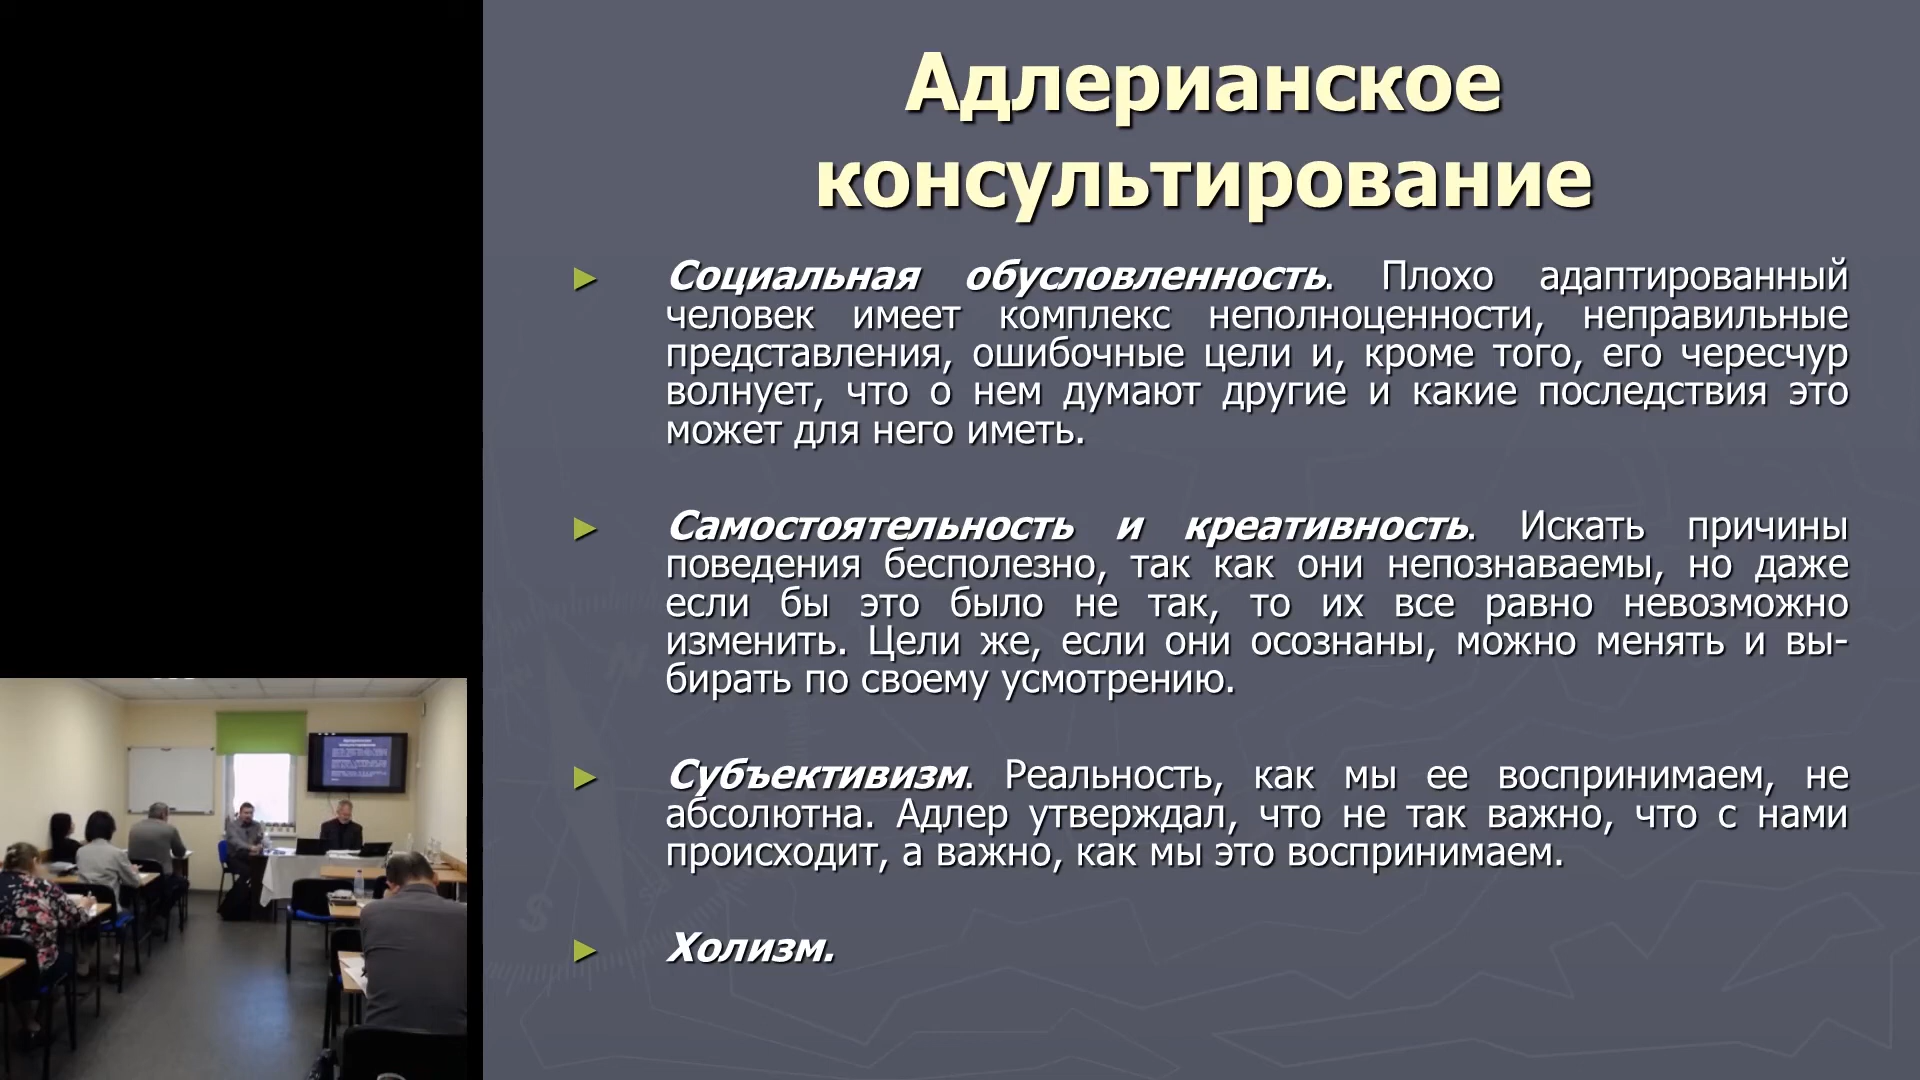 Адлерианское
консультирование
► Социальная обусловленность. Плохо адаптированный
человек имеет комплекс неполноценности, неправильные
представления, ошибочные цели и, кроме того, его чересчур
волнует, что о нем думают другие и какие последствия это
может для него иметь.
► Самостоятельность и креативность. Искать причины
поведения бесполезно, так как они непознаваемы, но даже
если бы это было не так, то их все равно невозможно
изменить. Цели же, если они осознаны, можно менять и вы-
бирать по своему усмотрению.
► Субъективизм. Реальность, как мы ее воспринимаем, не
абсолютна. Адлер утверждал, что не так важно, что с нами
происходит, а важно, как мы это воспринимаем.
► Холизм.